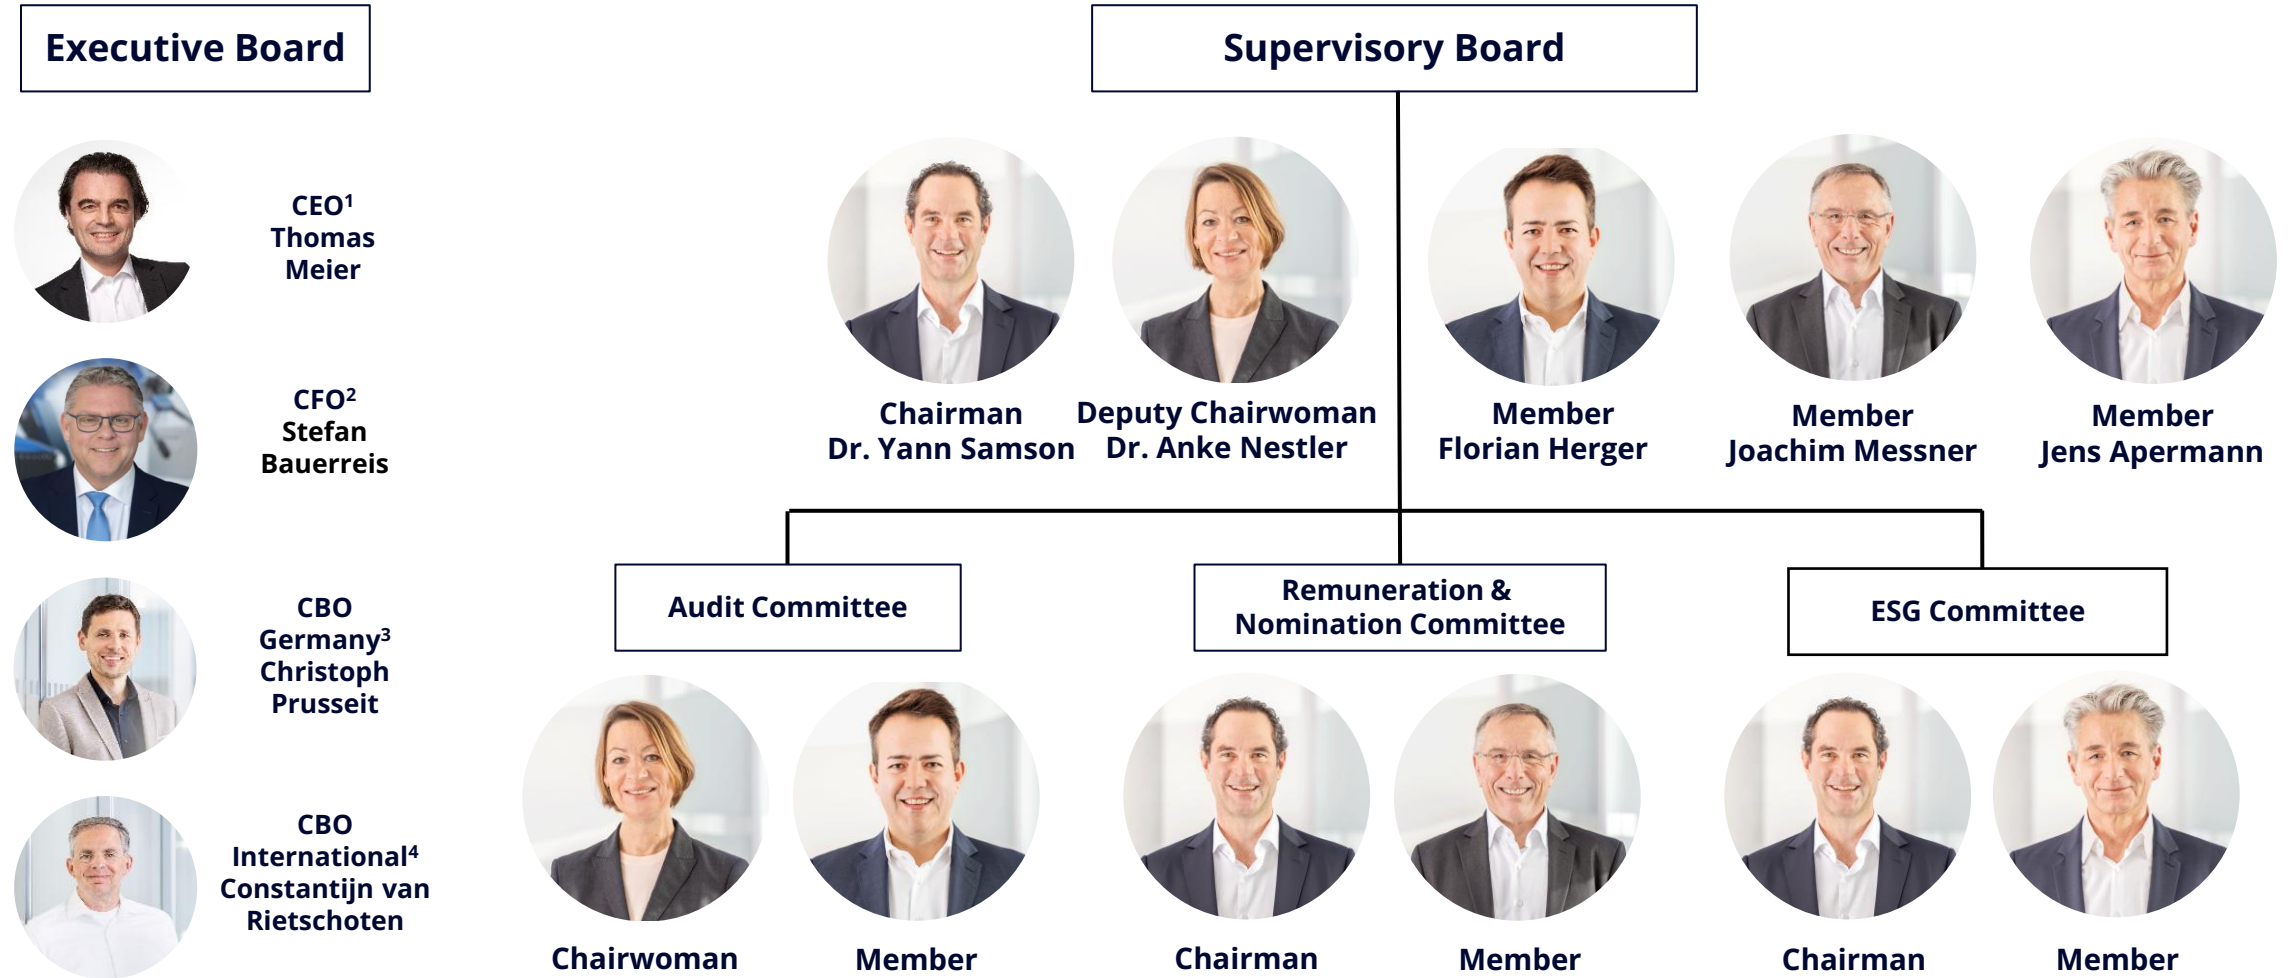 Executive Board
CEO¹
Thomas
Meier
CFO²
Stefan
Bauerreis
CBO
Germany³
Christoph
Prusseit
CBO
International⁴
Constantijn van
Rietschoten
Supervisory Board
Chairman
Dr. Yann Samson
Deputy Chairwoman
Dr. Anke Nestler
Member
Florian Herger
Member
Joachim Messner
Member
Jens Apermann
Audit Committee
Chairwoman
Member
Remuneration &
Nomination Committee
Chairman
Member
ESG Committee
Chairman
Member